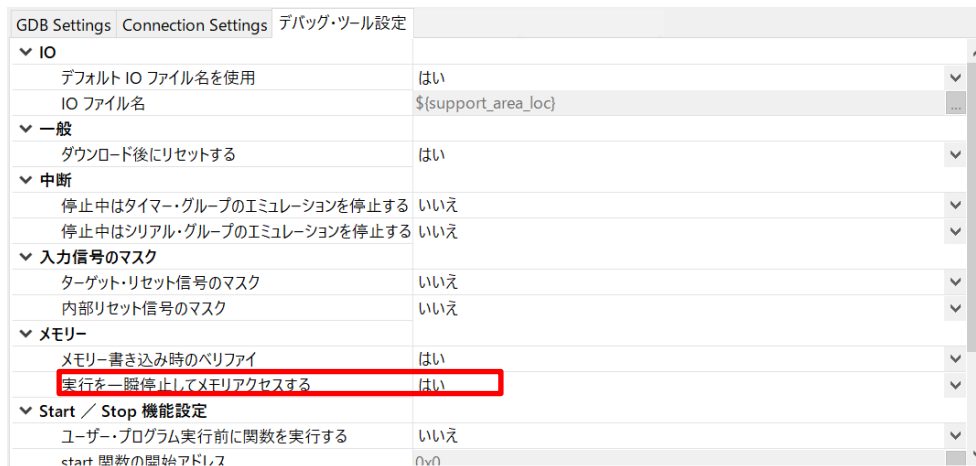 GDB Settings Connection Settings デバッグ・ツール設定
IO
デフォルト IO ファイル名を使用 はい
IO ファイル名 ${support_area_loc} ...
一般
ダウンロード後にリセットする はい
中断
停止中はタイマー・グループのエミュレーションを停止する いいえ
停止中はシリアル・グループのエミュレーションを停止する いいえ
入力信号のマスク
ターゲット・リセット信号のマスク いいえ
内部リセット信号のマスク いいえ
メモリー
メモリー書き込み時のベリファイ はい
実行を一瞬停止してメモリアクセスする はい
Start ／ Stop 機能設定
ユーザー・プログラム実行前に関数を実行する いいえ
start 関数の開始アドレス 0x0